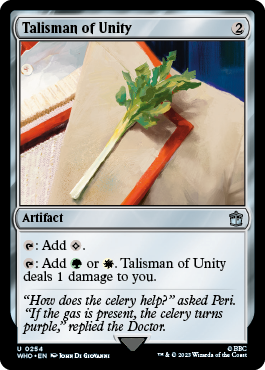 Talisman of Unity 2
Artifact
: Add .
: Add or . Talisman of Unity
deals 1 damage to you.
“How does the celery help?” asked Peri.
“If the gas is present, the celery turns
purple,” replied the Doctor.
U 0254
WHO • EN John Di Giovanni
© BBC
™ & © 2023 Wizards of the Coast